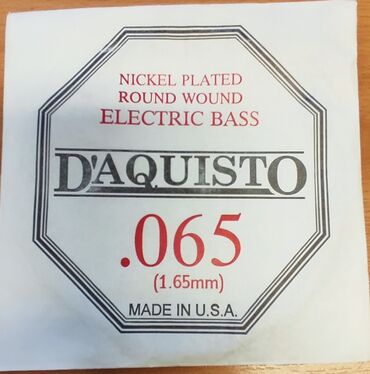 NICKEL PLATED
ROUND WOUND
ELECTRIC BASS
D'AQUISTO
.065
(1.65mm)
MADE IN U.S.A.